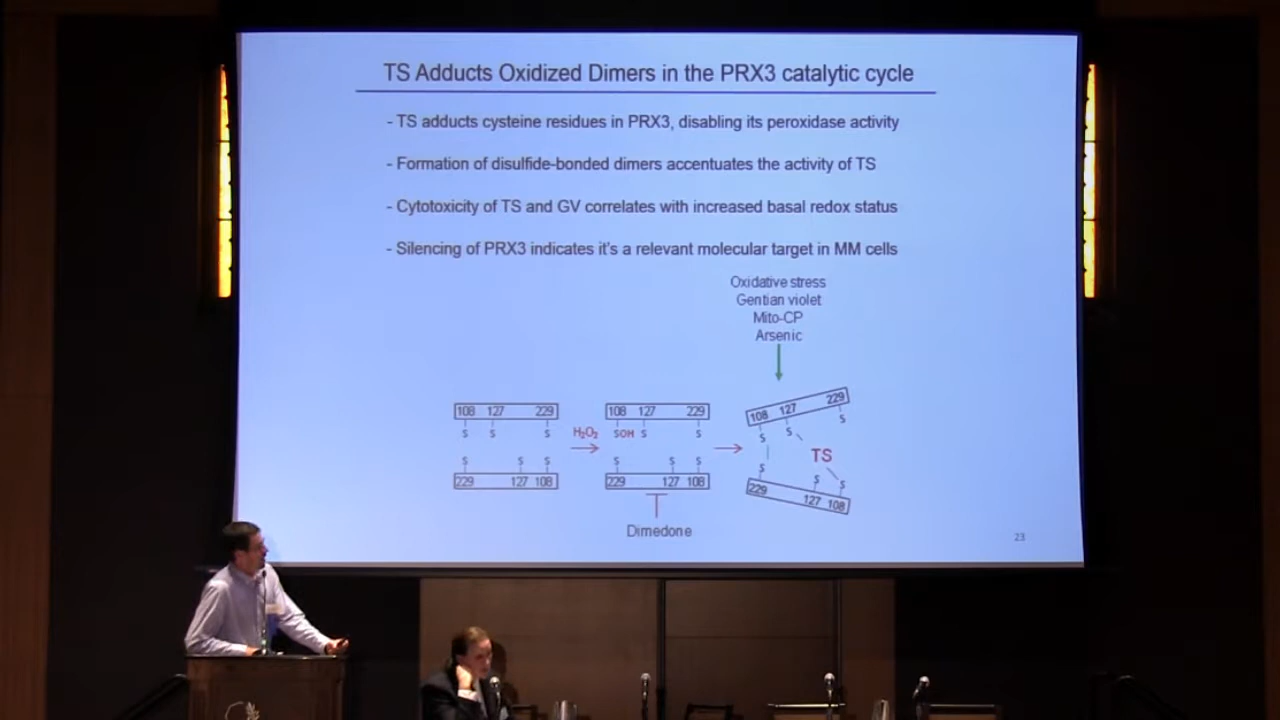 TS Adducts Oxidized Dimers in the PRX3 catalytic cycle
- TS adducts cysteine residues in PRX3, disabling its peroxidase activity
- Formation of disulfide-bonded dimers accentuates the activity of TS
- Cytotoxicity of TS and GV correlates with increased basal redox status
- Silencing of PRX3 indicates it's a relevant molecular target in MM cells
Oxidative stress
Gentian violet
Mito-CP
Arsenic
108 127 229
S S S
S S S
229 127 108
H₂O₂
108 127 229
SOH S S
S S S
229 127 108
Dimedone
108 127 229
S S S
TS
S S S
229 127 108
23